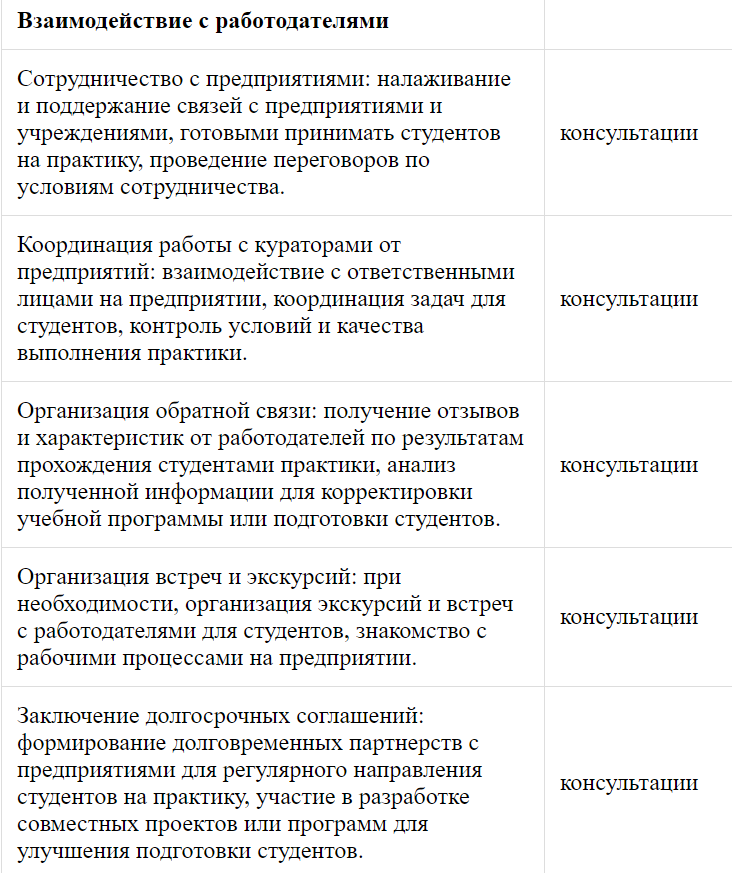 Взаимодействие с работодателями
Сотрудничество с предприятиями: налаживание
и поддержание связей с предприятиями и
учреждениями, готовыми принимать студентов
на практику, проведение переговоров по
условиям сотрудничества.
консультации
Координация работы с кураторами от
предприятий: взаимодействие с ответственными
лицами на предприятии, координация задач для
студентов, контроль условий и качества
выполнения практики.
консультации
Организация обратной связи: получение отзывов
и характеристик от работодателей по результатам
прохождения студентами практики, анализ
полученной информации для корректировки
учебной программы или подготовки студентов.
консультации
Организация встреч и экскурсий: при
необходимости, организация экскурсий и встреч
с работодателями для студентов, знакомство с
рабочими процессами на предприятии.
консультации
Заключение долгосрочных соглашений:
формирование долговременных партнерств с
предприятиями для регулярного направления
студентов на практику, участие в разработке
совместных проектов или программ для
улучшения подготовки студентов.
консультации